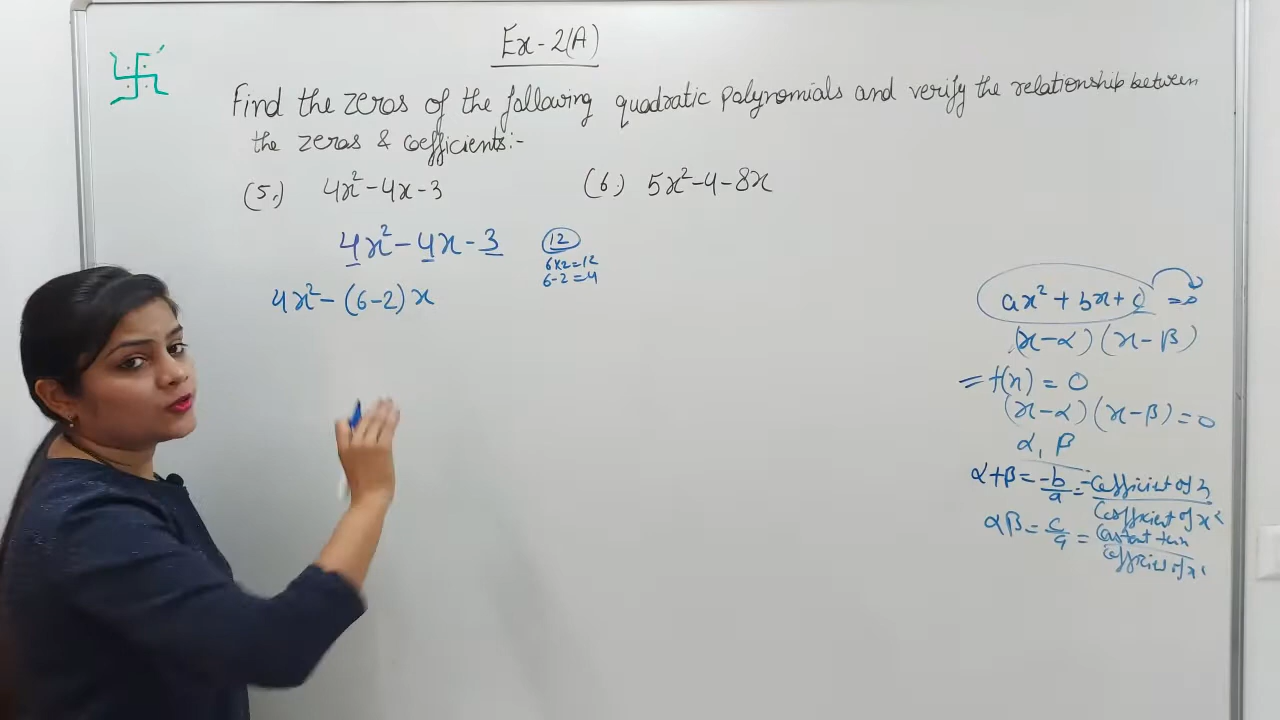 Ex-2(A)
Find the zeros of the following quadratic polynomials and verify the relationship between
the zeros & coefficients:-
(5.) 4x²-4x-3
(6.) 5x²-4-8x
4x²-4x-3
12
6x2=12
6-2=4
4x²-(6-2)x
ax²+bx+c =0
(x-α)(x-β)
=f(x)=0
(x-α)(x-β)=0
α, β
α+β=-b/a=-coefficient of x/Coefficient of x²
αβ=c/a=Constant term/coefficient of x²